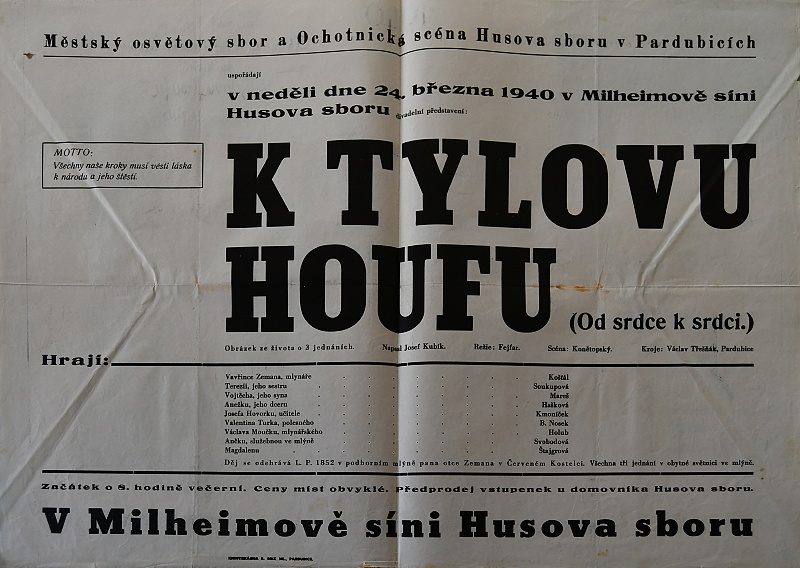 Městský osvětový sbor a Ochotnická scéna Husova sboru v Pardubicích
uspořádají
v neděli dne 24. března 1940 v Milheimově síni
Husova sboru divadelní představení:
MOTTO:
Všechny naše kroky musí vésti láska
k národu a jeho štěstí.
K TYLOVU
HOUFU
(Od srdce k srdci.)
Obrázek ze života o 3 jednáních. Napsal Josef Kubík. Režie: Fejfar. Scéna: Konětopský. Kroje: Václav Třešňák, Pardubice
Hrají:
Vavřince Zemana, mlynáře . . . . . . . . Košťál
Terezii, jeho sestru . . . . . . . . Soukupová
Vojtěcha, jeho syna . . . . . . . . Mareš
Anežku, jeho dceru . . . . . . . . Hašková
Josefa Hovorku, učitele . . . . . . . . Kmoníček
Valentina Turka, polesného . . . . . . . . B. Nosek
Václava Moučku, mlynářského . . . . . . . . Holub
Ančku, služebnou ve mlýně . . . . . . . . Svobodová
Magdalenu . . . . . . . . Štajgrová
Děj se odehrává L. P. 1852 v podhorním mlýně pana otce Zemana v Červeném Kostelci. Všechna tři jednání v obytné světnici ve mlýně.
Začátek o 8. hodině večerní. Ceny míst obvyklé. Předprodej vstupenek u domovníka Husova sboru.
V Milheimově síni Husova sboru